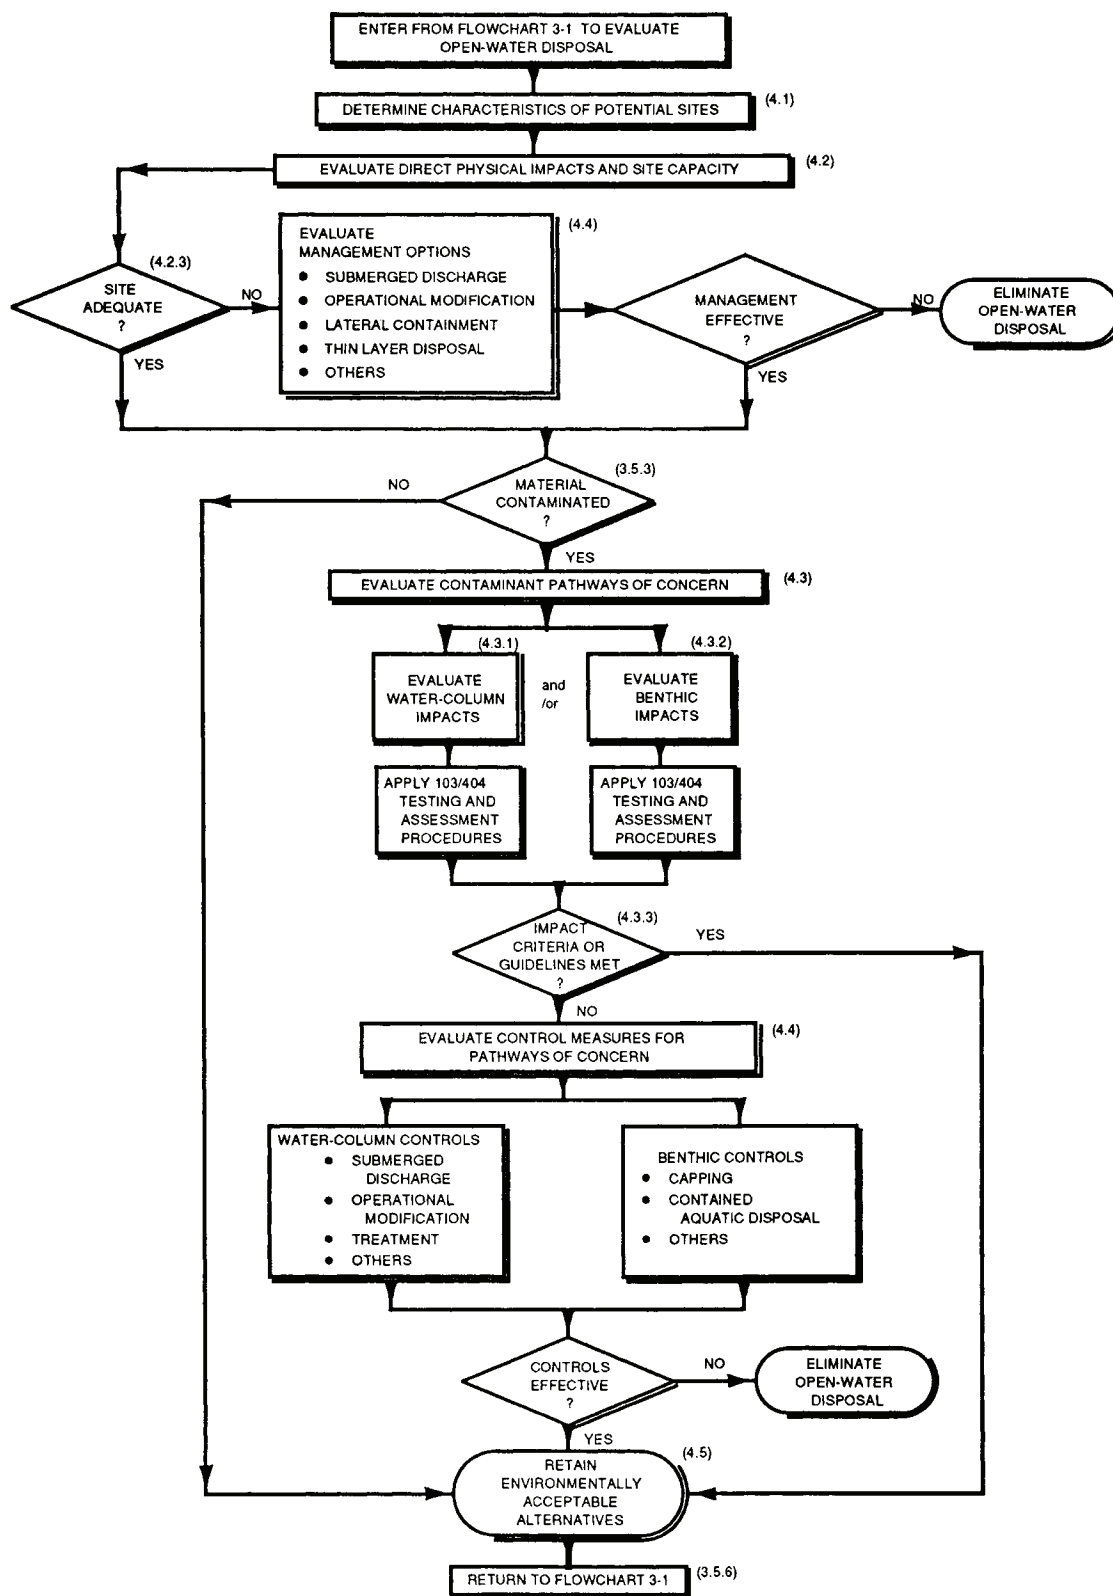 ENTER FROM FLOWCHART 3-1 TO EVALUATE
OPEN-WATER DISPOSAL
DETERMINE CHARACTERISTICS OF POTENTIAL SITES
(4.1)
EVALUATE DIRECT PHYSICAL IMPACTS AND SITE CAPACITY
(4.2)
(4.2.3)
SITE
ADEQUATE
?
NO
YES
(4.4)
EVALUATE
MANAGEMENT OPTIONS
● SUBMERGED DISCHARGE
● OPERATIONAL MODIFICATION
● LATERAL CONTAINMENT
● THIN LAYER DISPOSAL
● OTHERS
MANAGEMENT
EFFECTIVE
?
NO
YES
ELIMINATE
OPEN-WATER
DISPOSAL
(3.5.3)
MATERIAL
CONTAMINATED
?
NO
YES
EVALUATE CONTAMINANT PATHWAYS OF CONCERN
(4.3)
(4.3.1)
EVALUATE
WATER-COLUMN
IMPACTS
and
/or
(4.3.2)
EVALUATE
BENTHIC
IMPACTS
APPLY 103/404
TESTING AND
ASSESSMENT
PROCEDURES
APPLY 103/404
TESTING AND
ASSESSMENT
PROCEDURES
(4.3.3)
IMPACT
CRITERIA OR
GUIDELINES MET
?
YES
NO
EVALUATE CONTROL MEASURES FOR
PATHWAYS OF CONCERN
(4.4)
WATER-COLUMN CONTROLS
● SUBMERGED
DISCHARGE
● OPERATIONAL
MODIFICATION
● TREATMENT
● OTHERS
BENTHIC CONTROLS
● CAPPING
● CONTAINED
AQUATIC DISPOSAL
● OTHERS
CONTROLS
EFFECTIVE
?
NO
YES
ELIMINATE
OPEN-WATER
DISPOSAL
(4.5)
RETAIN
ENVIRONMENTALLY
ACCEPTABLE
ALTERNATIVES
RETURN TO FLOWCHART 3-1
(3.5.6)